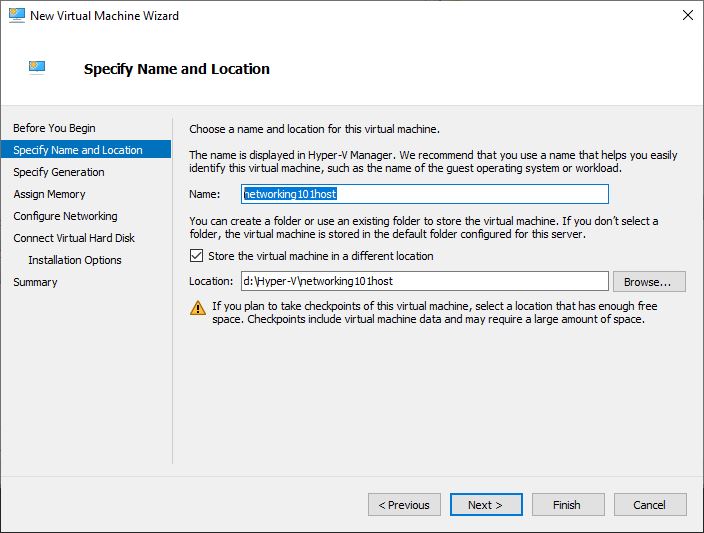 New Virtual Machine Wizard
Specify Name and Location
Before You Begin
Specify Name and Location
Specify Generation
Assign Memory
Configure Networking
Connect Virtual Hard Disk
Installation Options
Summary
Choose a name and location for this virtual machine.
The name is displayed in Hyper-V Manager. We recommend that you use a name that helps you easily
identify this virtual machine, such as the name of the guest operating system or workload.
Name: networking101host
You can create a folder or use an existing folder to store the virtual machine. If you don't select a
folder, the virtual machine is stored in the default folder configured for this server.
Store the virtual machine in a different location
Location: d:\Hyper-V\networking101host Browse...
If you plan to take checkpoints of this virtual machine, select a location that has enough free
space. Checkpoints include virtual machine data and may require a large amount of space.
< Previous Next > Finish Cancel